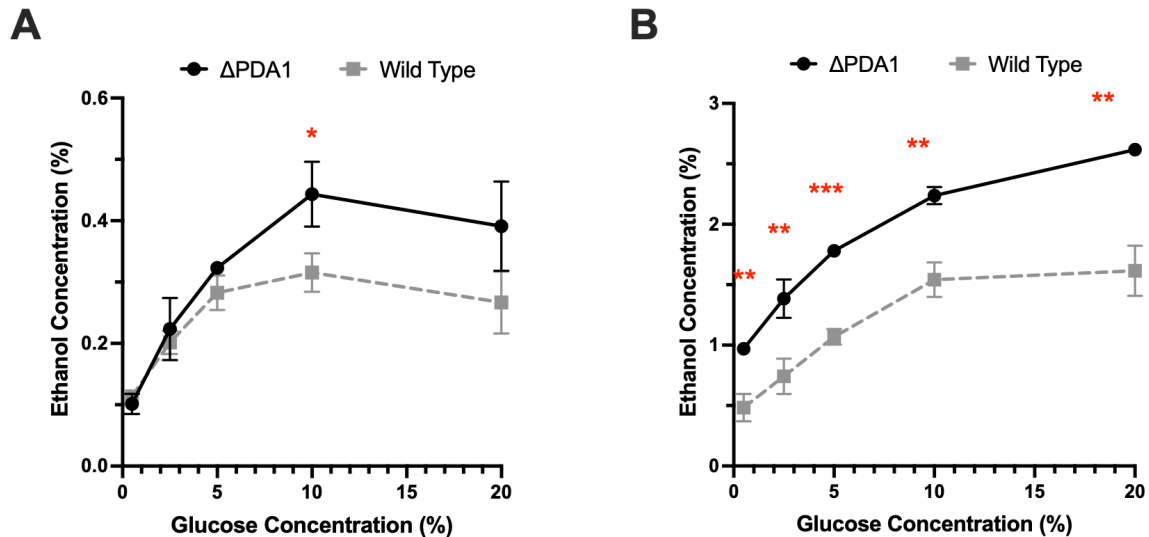 A
ΔPDA1 Wild Type
Ethanol Concentration (%)
0.6
0.4
0.2
0.0
*
0 5 10 15 20
Glucose Concentration (%)
B
ΔPDA1 Wild Type
Ethanol Concentration (%)
3
2
1
0
**
**
***
**
**
0 5 10 15 20
Glucose Concentration (%)